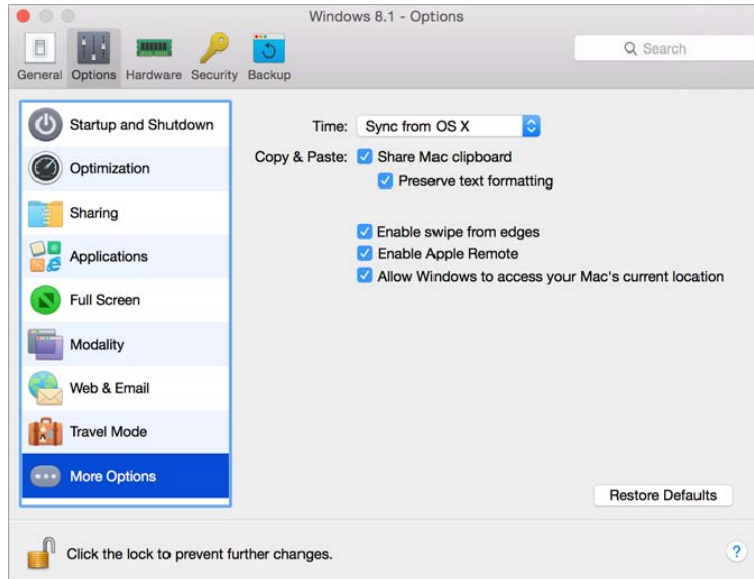 Windows 8.1 - Options
General Options Hardware Security Backup
Search
Startup and Shutdown
Optimization
Sharing
Applications
Full Screen
Modality
Web & Email
Travel Mode
More Options
Time: Sync from OS X
Copy & Paste: Share Mac clipboard
Preserve text formatting
Enable swipe from edges
Enable Apple Remote
Allow Windows to access your Mac's current location
Restore Defaults
Click the lock to prevent further changes.
?